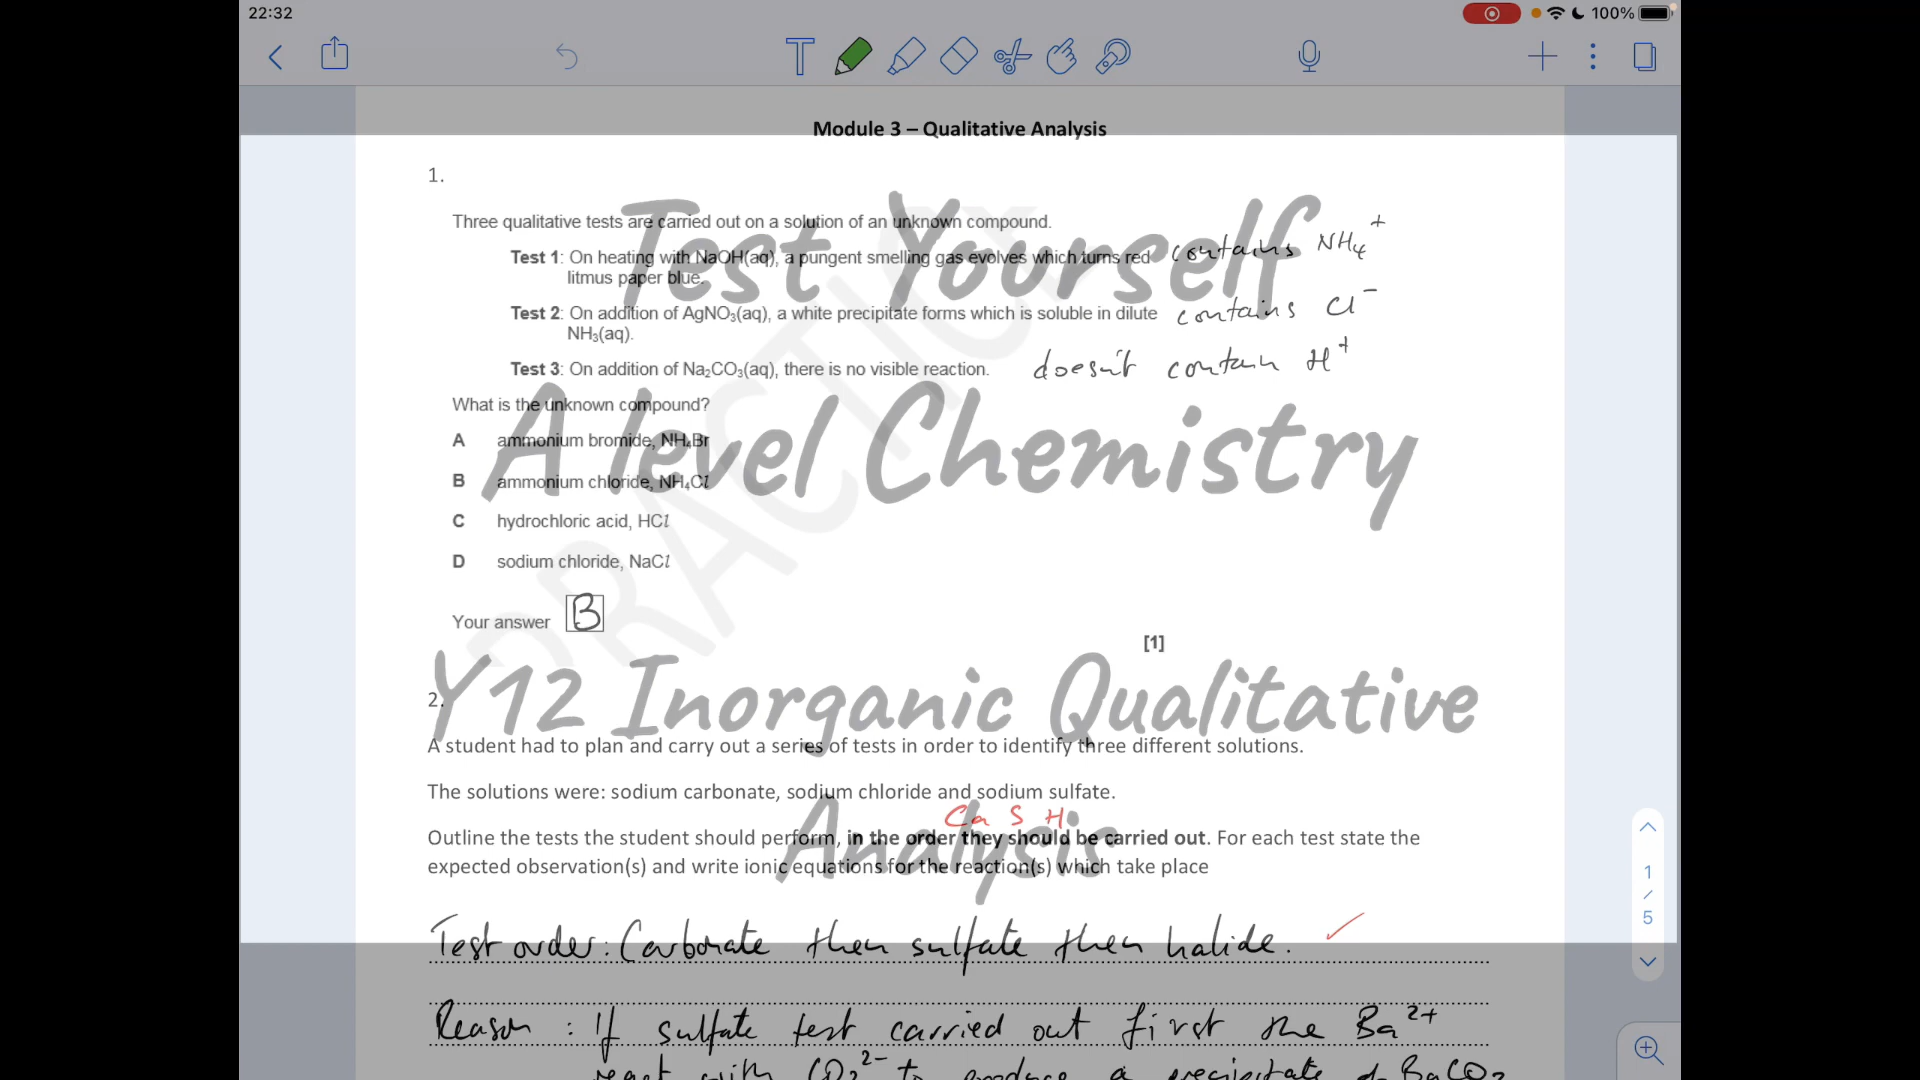 22:32
100%
Module 3 – Qualitative Analysis
1.
Three qualitative tests are carried out on a solution of an unknown compound.
Test 1: On heating with NaOH(aq), a pungent smelling gas evolves which turns red contains NH₄⁺
litmus paper blue.
Test 2: On addition of AgNO₃(aq), a white precipitate forms which is soluble in dilute contains Cl⁻
NH₃(aq).
Test 3: On addition of Na₂CO₃(aq), there is no visible reaction. doesn't contain H⁺
What is the unknown compound?
A ammonium bromide, NH₄Br
B ammonium chloride, NH₄Cl
C hydrochloric acid, HCl
D sodium chloride, NaCl
Your answer B
[1]
PRACTICE
Test Yourself
A level Chemistry
Y12 Inorganic Qualitative
Analysis
2.
A student had to plan and carry out a series of tests in order to identify three different solutions.
The solutions were: sodium carbonate, sodium chloride and sodium sulfate.
Ca S H
Outline the tests the student should perform, in the order they should be carried out. For each test state the
expected observation(s) and write ionic equations for the reaction(s) which take place
Test order: Carbonate then sulfate then halide.
Reason : If sulfate test carried out first the Ba²⁺
react with CO₃²⁻ to produce a precipitate of BaCO₃
1
/
5